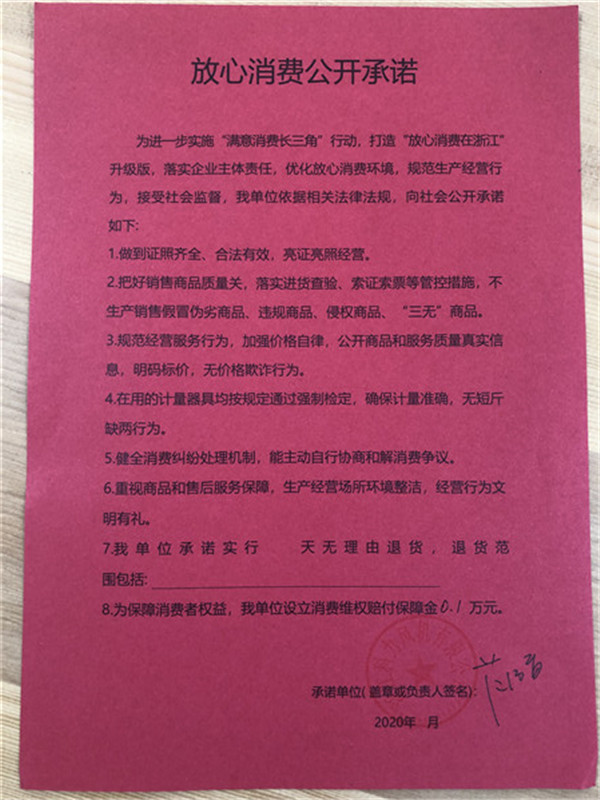 放心消费公开承诺
为进一步实施“满意消费长三角”行动，打造“放心消费在浙江”
升级版，落实企业主体责任，优化放心消费环境，规范生产经营行
为，接受社会监督，我单位依据相关法律法规，向社会公开承诺
如下：
1.做到证照齐全、合法有效，亮证亮照经营。
2.把好销售商品质量关，落实进货查验、索证索票等管控措施，不
生产销售假冒伪劣商品、违规商品、侵权商品、“三无”商品。
3.规范经营服务行为，加强价格自律，公开商品和服务质量真实信
息，明码标价，无价格欺诈行为。
4.在用的计量器具均按规定通过强制检定，确保计量准确，无短斤
缺两行为。
5.健全消费纠纷处理机制，能主动自行协商和解消费争议。
6.重视商品和售后服务保障，生产经营场所环境整洁，经营行为文
明有礼。
7.我单位承诺实行 天无理由退货，退货范
围包括:
8.为保障消费者权益，我单位设立消费维权赔付保障金0.1万元。
承诺单位(盖章或负责人签名):
2020年 月